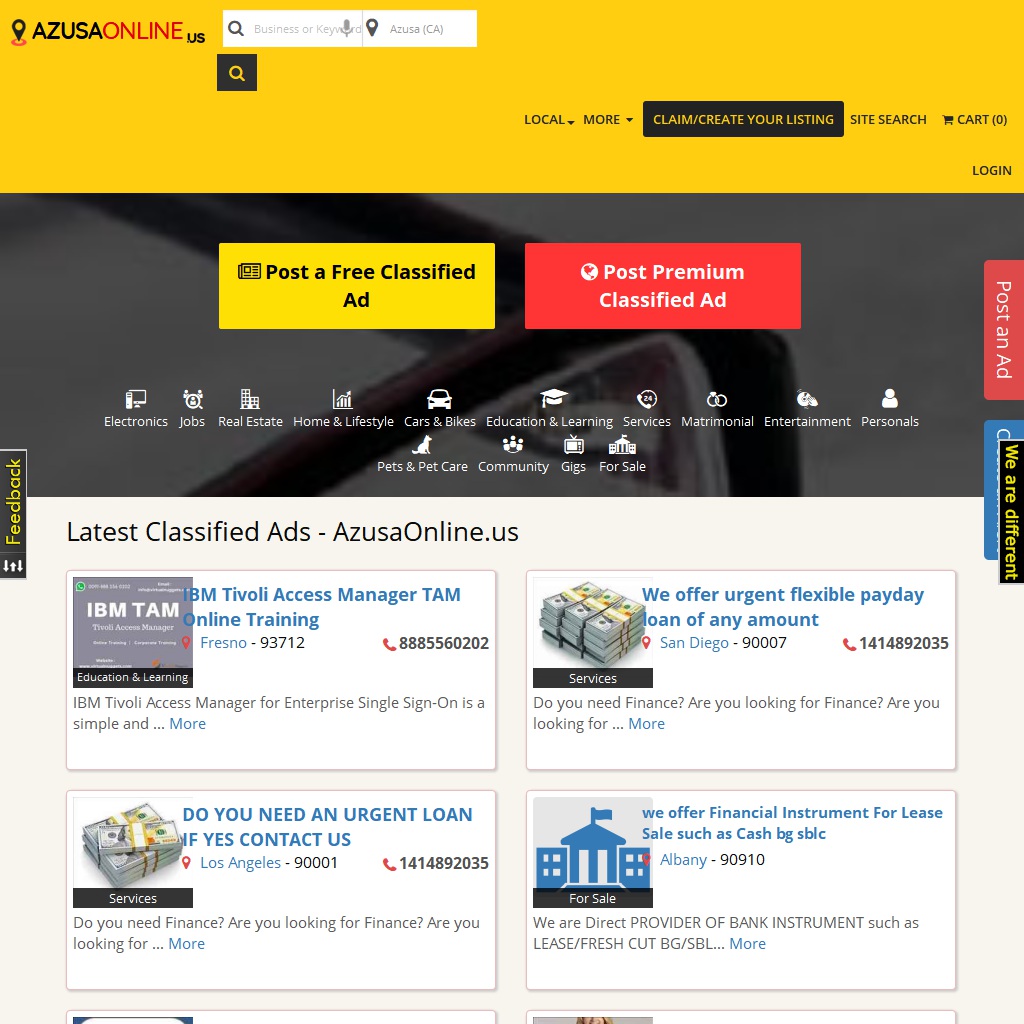 AZUSAONLINE.US
Business or Keyword
Azusa (CA)
LOCAL
MORE
CLAIM/CREATE YOUR LISTING
SITE SEARCH
CART (0)
LOGIN
Post a Free Classified
Ad
Post Premium
Classified Ad
Post an Ad
Electronics
Jobs
Real Estate
Home & Lifestyle
Cars & Bikes
Education & Learning
24
Services
Matrimonial
Entertainment
Personals
Pets & Pet Care
Community
Gigs
For Sale
Feedback
We are different
Latest Classified Ads - AzusaOnline.us
IBM TAM
Tivoli Access Manager
Online Training | Corporate Training
Education & Learning
IBM Tivoli Access Manager TAM
Online Training
Fresno - 93712
8885560202
IBM Tivoli Access Manager for Enterprise Single Sign-On is a
simple and ... More
Services
We offer urgent flexible payday
loan of any amount
San Diego - 90007
1414892035
Do you need Finance? Are you looking for Finance? Are you
looking for ... More
Services
DO YOU NEED AN URGENT LOAN
IF YES CONTACT US
Los Angeles - 90001
1414892035
Do you need Finance? Are you looking for Finance? Are you
looking for ... More
For Sale
we offer Financial Instrument For Lease
Sale such as Cash bg sblc
Albany - 90910
We are Direct PROVIDER OF BANK INSTRUMENT such as
LEASE/FRESH CUT BG/SBL... More